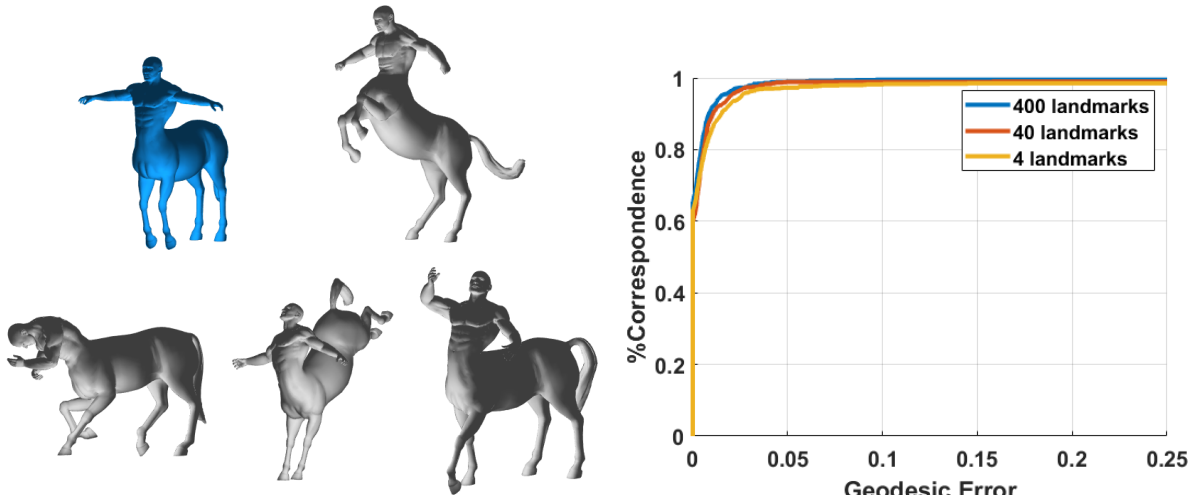 1
0.8
0.6
0.4
0.2
0
%Correspondence
400 landmarks
40 landmarks
4 landmarks
0 0.05 0.1 0.15 0.2 0.25
Geodesic Error